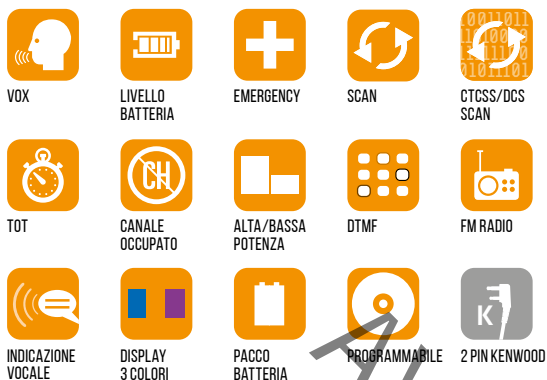 VOX
LIVELLO
BATTERIA
EMERGENCY
SCAN
CTCSS/DCS
SCAN
TOT
CH
CANALE
OCCUPATO
ALTA/BASSA
POTENZA
DTMF
FM RADIO
INDICAZIONE
VOCALE
DISPLAY
3 COLORI
PACCO
BATTERIA
PROGRAMMABILE
K
2 PIN KENWOOD